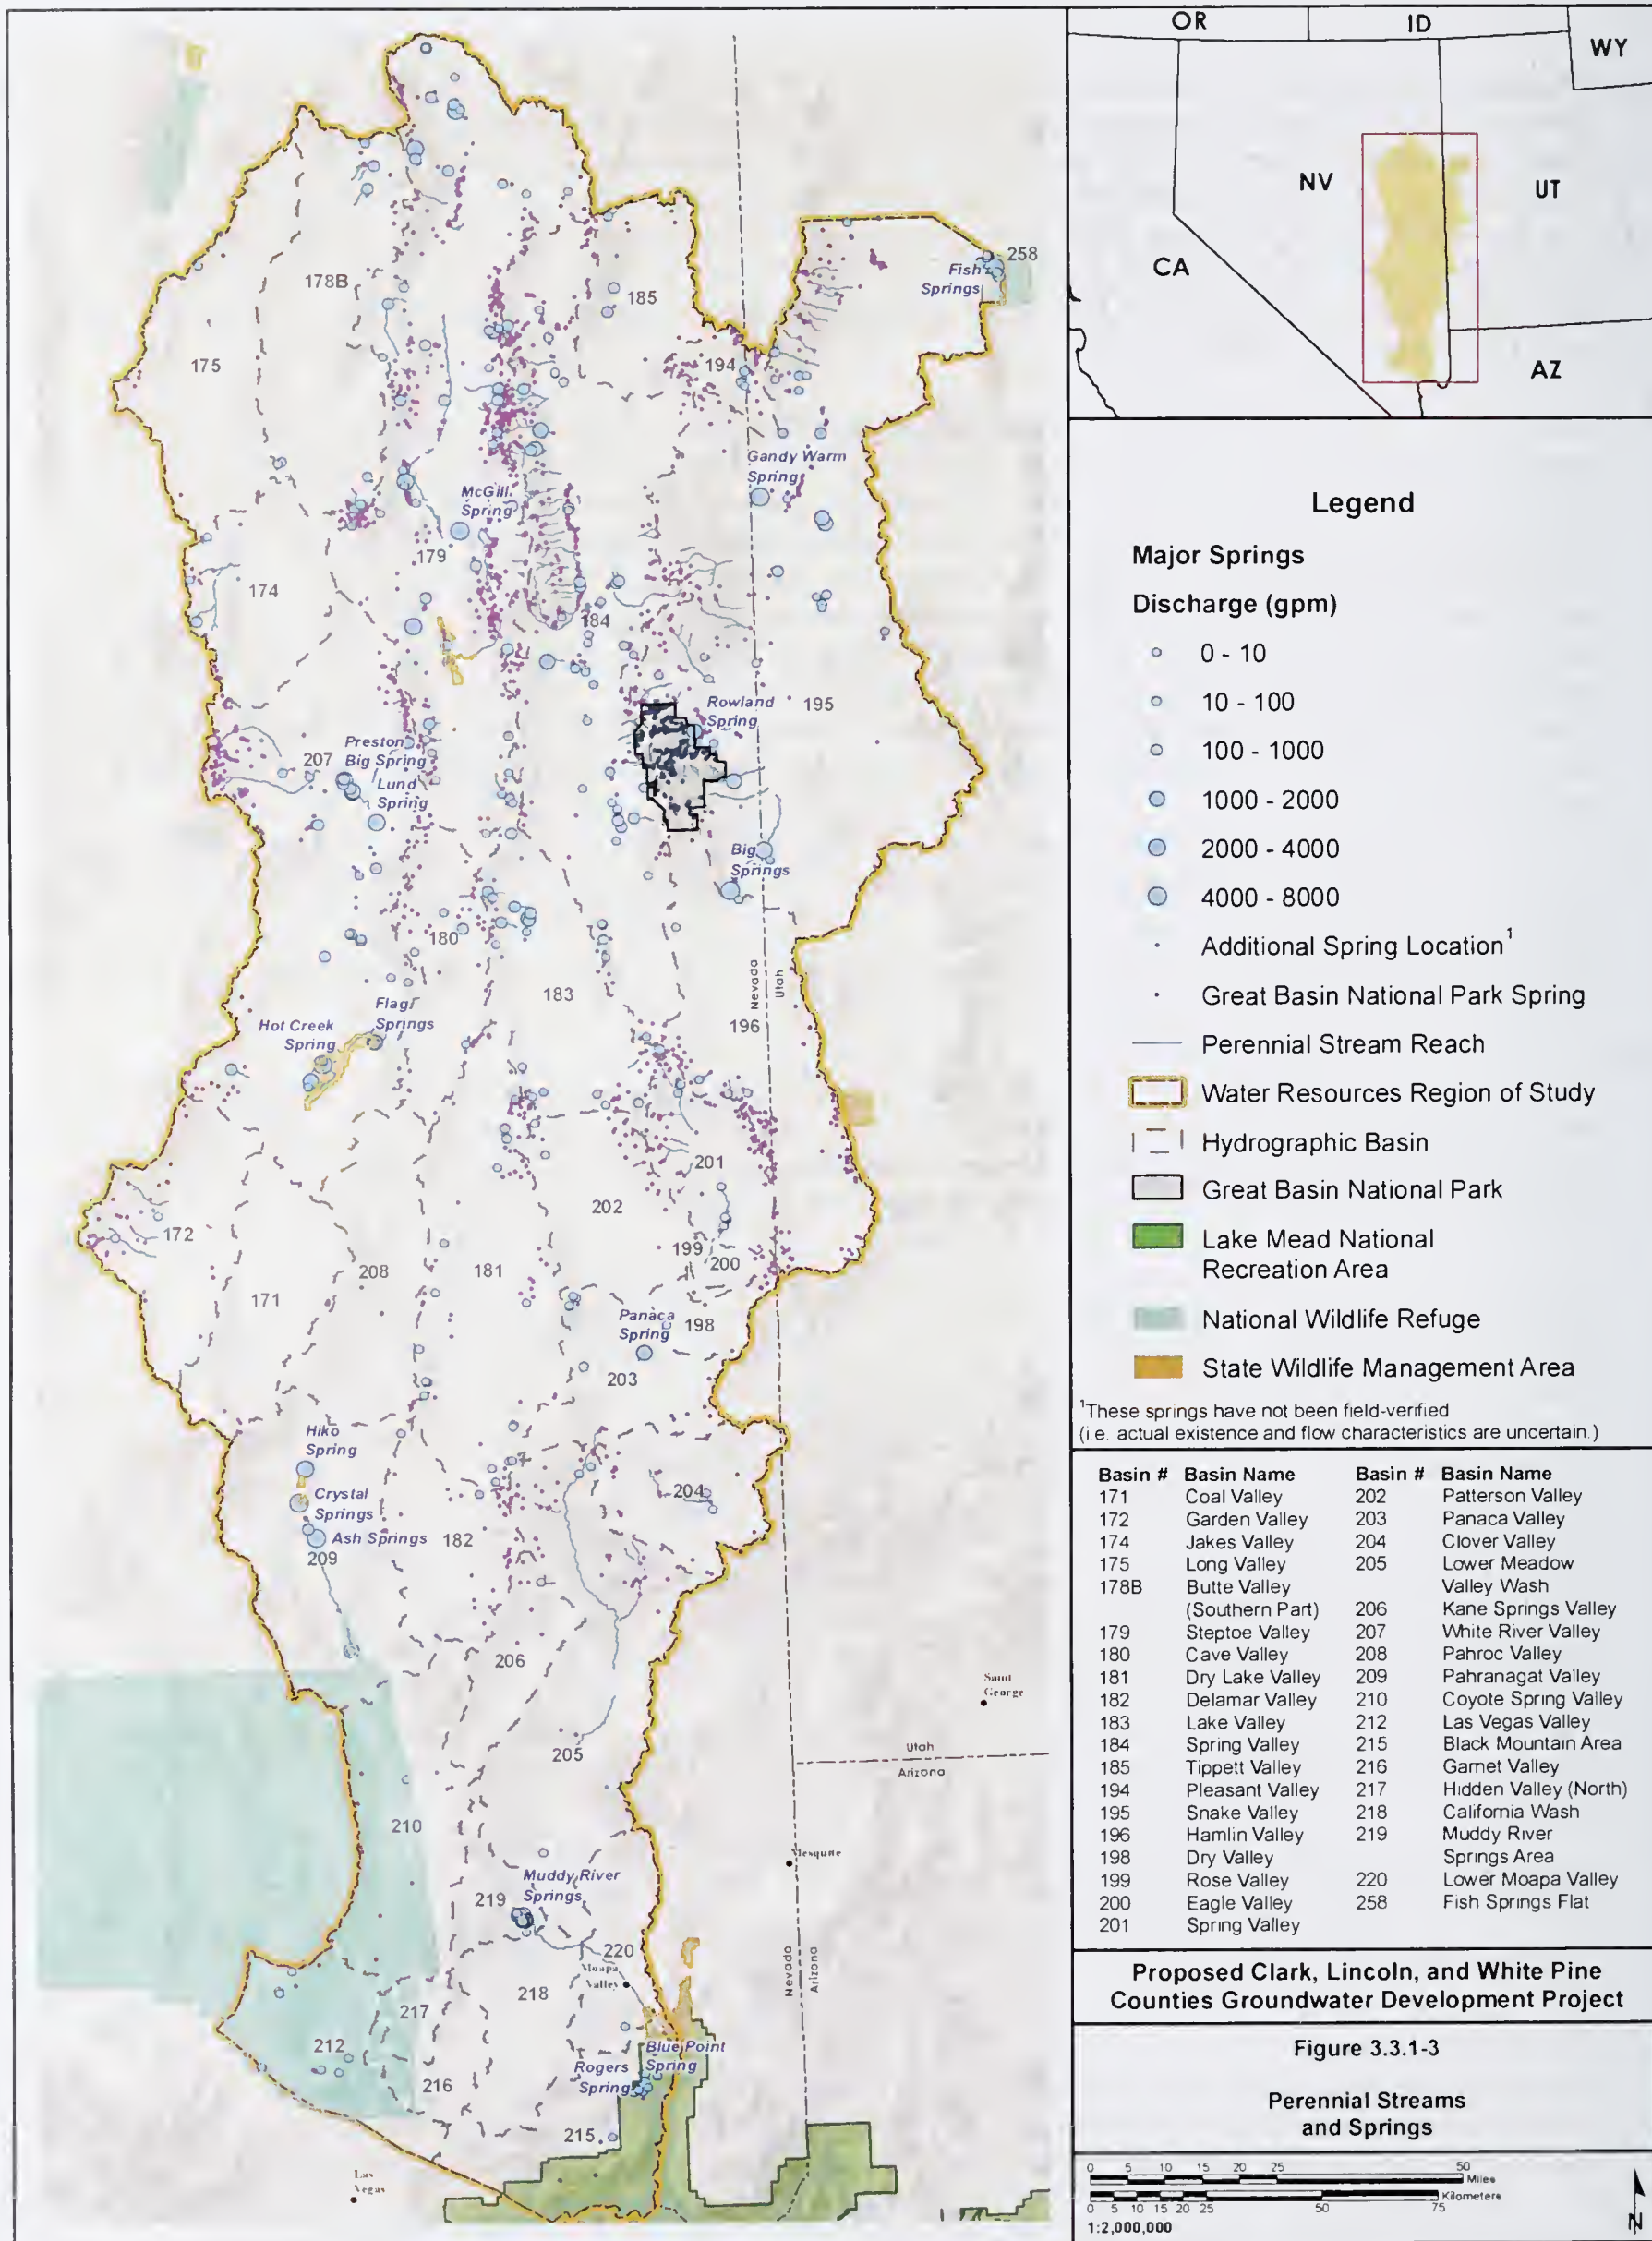 OR
ID
WY
NV
UT
CA
AZ
258
Fish
Springs
178B
185
175
194
Gandy Warm
Spring
McGill
Spring
179
174
184
195
Rowland
Spring
Preston
Big Spring
207
Lund
Spring
Big
Springs
180
183
Nevada
Utah
196
Flag
Springs
Hot Creek
Spring
201
202
172
199
200
208
181
171
Panaca
Spring
198
203
Hiko
Spring
Crystal
Springs
204
Ash Springs
182
209
206
Saint
George
205
Utah
Arizona
210
Mesquite
Muddy River
Springs
219
220
Moapa
Valley
218
Nevada
Arizona
217
212
Blue Point
Spring
Rogers
Spring
216
215
Las
Vegas
Legend
Major Springs
Discharge (gpm)
0 - 10
10 - 100
100 - 1000
1000 - 2000
2000 - 4000
4000 - 8000
Additional Spring Location1
Great Basin National Park Spring
Perennial Stream Reach
Water Resources Region of Study
Hydrographic Basin
Great Basin National Park
Lake Mead National
Recreation Area
National Wildlife Refuge
State Wildlife Management Area
1These springs have not been field-verified
(i.e. actual existence and flow characteristics are uncertain.)
Basin # Basin Name Basin # Basin Name
171 Coal Valley 202 Patterson Valley
172 Garden Valley 203 Panaca Valley
174 Jakes Valley 204 Clover Valley
175 Long Valley 205 Lower Meadow
178B Butte Valley Valley Wash
(Southern Part) 206 Kane Springs Valley
179 Steptoe Valley 207 White River Valley
180 Cave Valley 208 Pahroc Valley
181 Dry Lake Valley 209 Pahranagat Valley
182 Delamar Valley 210 Coyote Spring Valley
183 Lake Valley 212 Las Vegas Valley
184 Spring Valley 215 Black Mountain Area
185 Tippett Valley 216 Garnet Valley
194 Pleasant Valley 217 Hidden Valley (North)
195 Snake Valley 218 California Wash
196 Hamlin Valley 219 Muddy River
198 Dry Valley Springs Area
199 Rose Valley 220 Lower Moapa Valley
200 Eagle Valley 258 Fish Springs Flat
201 Spring Valley
Proposed Clark, Lincoln, and White Pine
Counties Groundwater Development Project
Figure 3.3.1-3
Perennial Streams
and Springs
0 5 10 15 20 25 50
Miles
Kilometers
0 5 10 15 20 25 50 75
1:2,000,000
N